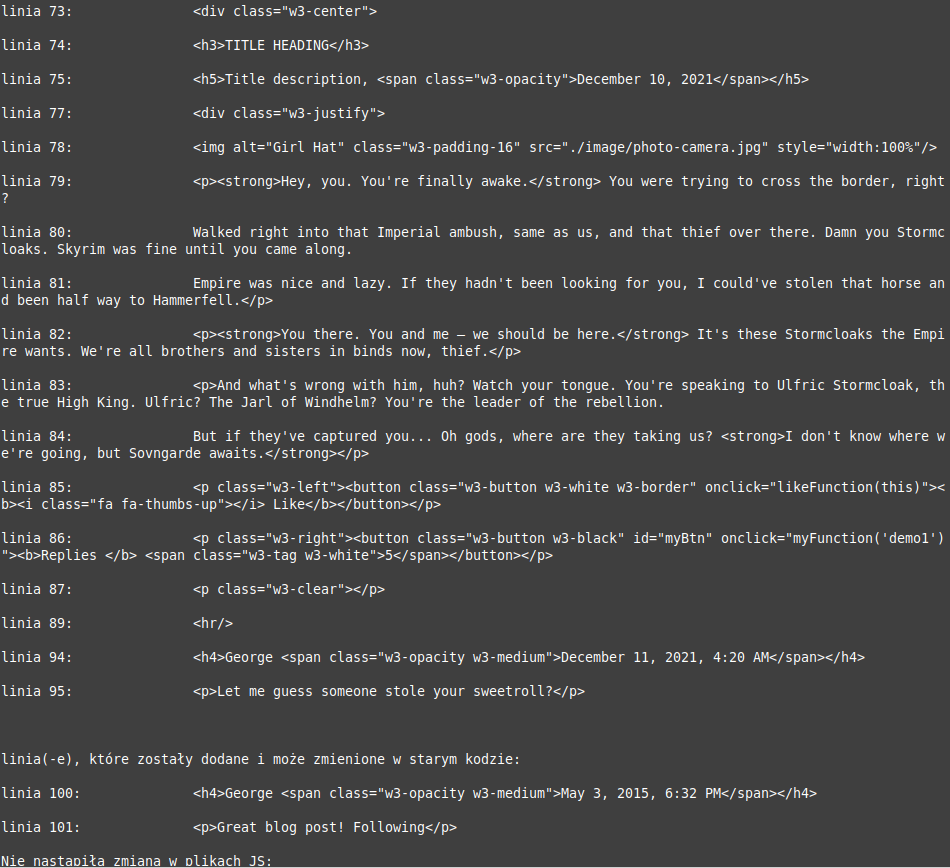 linia 73:               <div class="w3-center">
linia 74:               <h3>TITLE HEADING</h3>
linia 75:               <h5>Title description, <span class="w3-opacity">December 10, 2021</span></h5>
linia 77:               <div class="w3-justify">
linia 78:               <img alt="Girl Hat" class="w3-padding-16" src="./image/photo-camera.jpg" style="width:100%"/>
linia 79:               <p><strong>Hey, you. You're finally awake.</strong> You were trying to cross the border, right
?
linia 80:               Walked right into that Imperial ambush, same as us, and that thief over there. Damn you Stormc
loaks. Skyrim was fine until you came along.
linia 81:               Empire was nice and lazy. If they hadn't been looking for you, I could've stolen that horse an
d been half way to Hammerfell.</p>
linia 82:               <p><strong>You there. You and me — we should be here.</strong> It's these Stormcloaks the Empi
re wants. We're all brothers and sisters in binds now, thief.</p>
linia 83:               <p>And what's wrong with him, huh? Watch your tongue. You're speaking to Ulfric Stormcloak, th
e true High King. Ulfric? The Jarl of Windhelm? You're the leader of the rebellion.
linia 84:               But if they've captured you... Oh gods, where are they taking us? <strong>I don't know where w
e're going, but Sovngarde awaits.</strong></p>
linia 85:               <p class="w3-left"><button class="w3-button w3-white w3-border" onclick="likeFunction(this)"><
b><i class="fa fa-thumbs-up"></i> Like</b></button></p>
linia 86:               <p class="w3-right"><button class="w3-button w3-black" id="myBtn" onclick="myFunction('demo1')
"><b>Replies </b> <span class="w3-tag w3-white">5</span></button></p>
linia 87:               <p class="w3-clear"></p>
linia 89:               <hr/>
linia 94:               <h4>George <span class="w3-opacity w3-medium">December 11, 2021, 4:20 AM</span></h4>
linia 95:               <p>Let me guess someone stole your sweetroll?</p>
linia(-e), które zostały dodane i może zmienione w starym kodzie:
linia 100:              <h4>George <span class="w3-opacity w3-medium">May 3, 2015, 6:32 PM</span></h4>
linia 101:              <p>Great blog post! Following</p>
Nie nastąpiła zmiana w plikach JS: